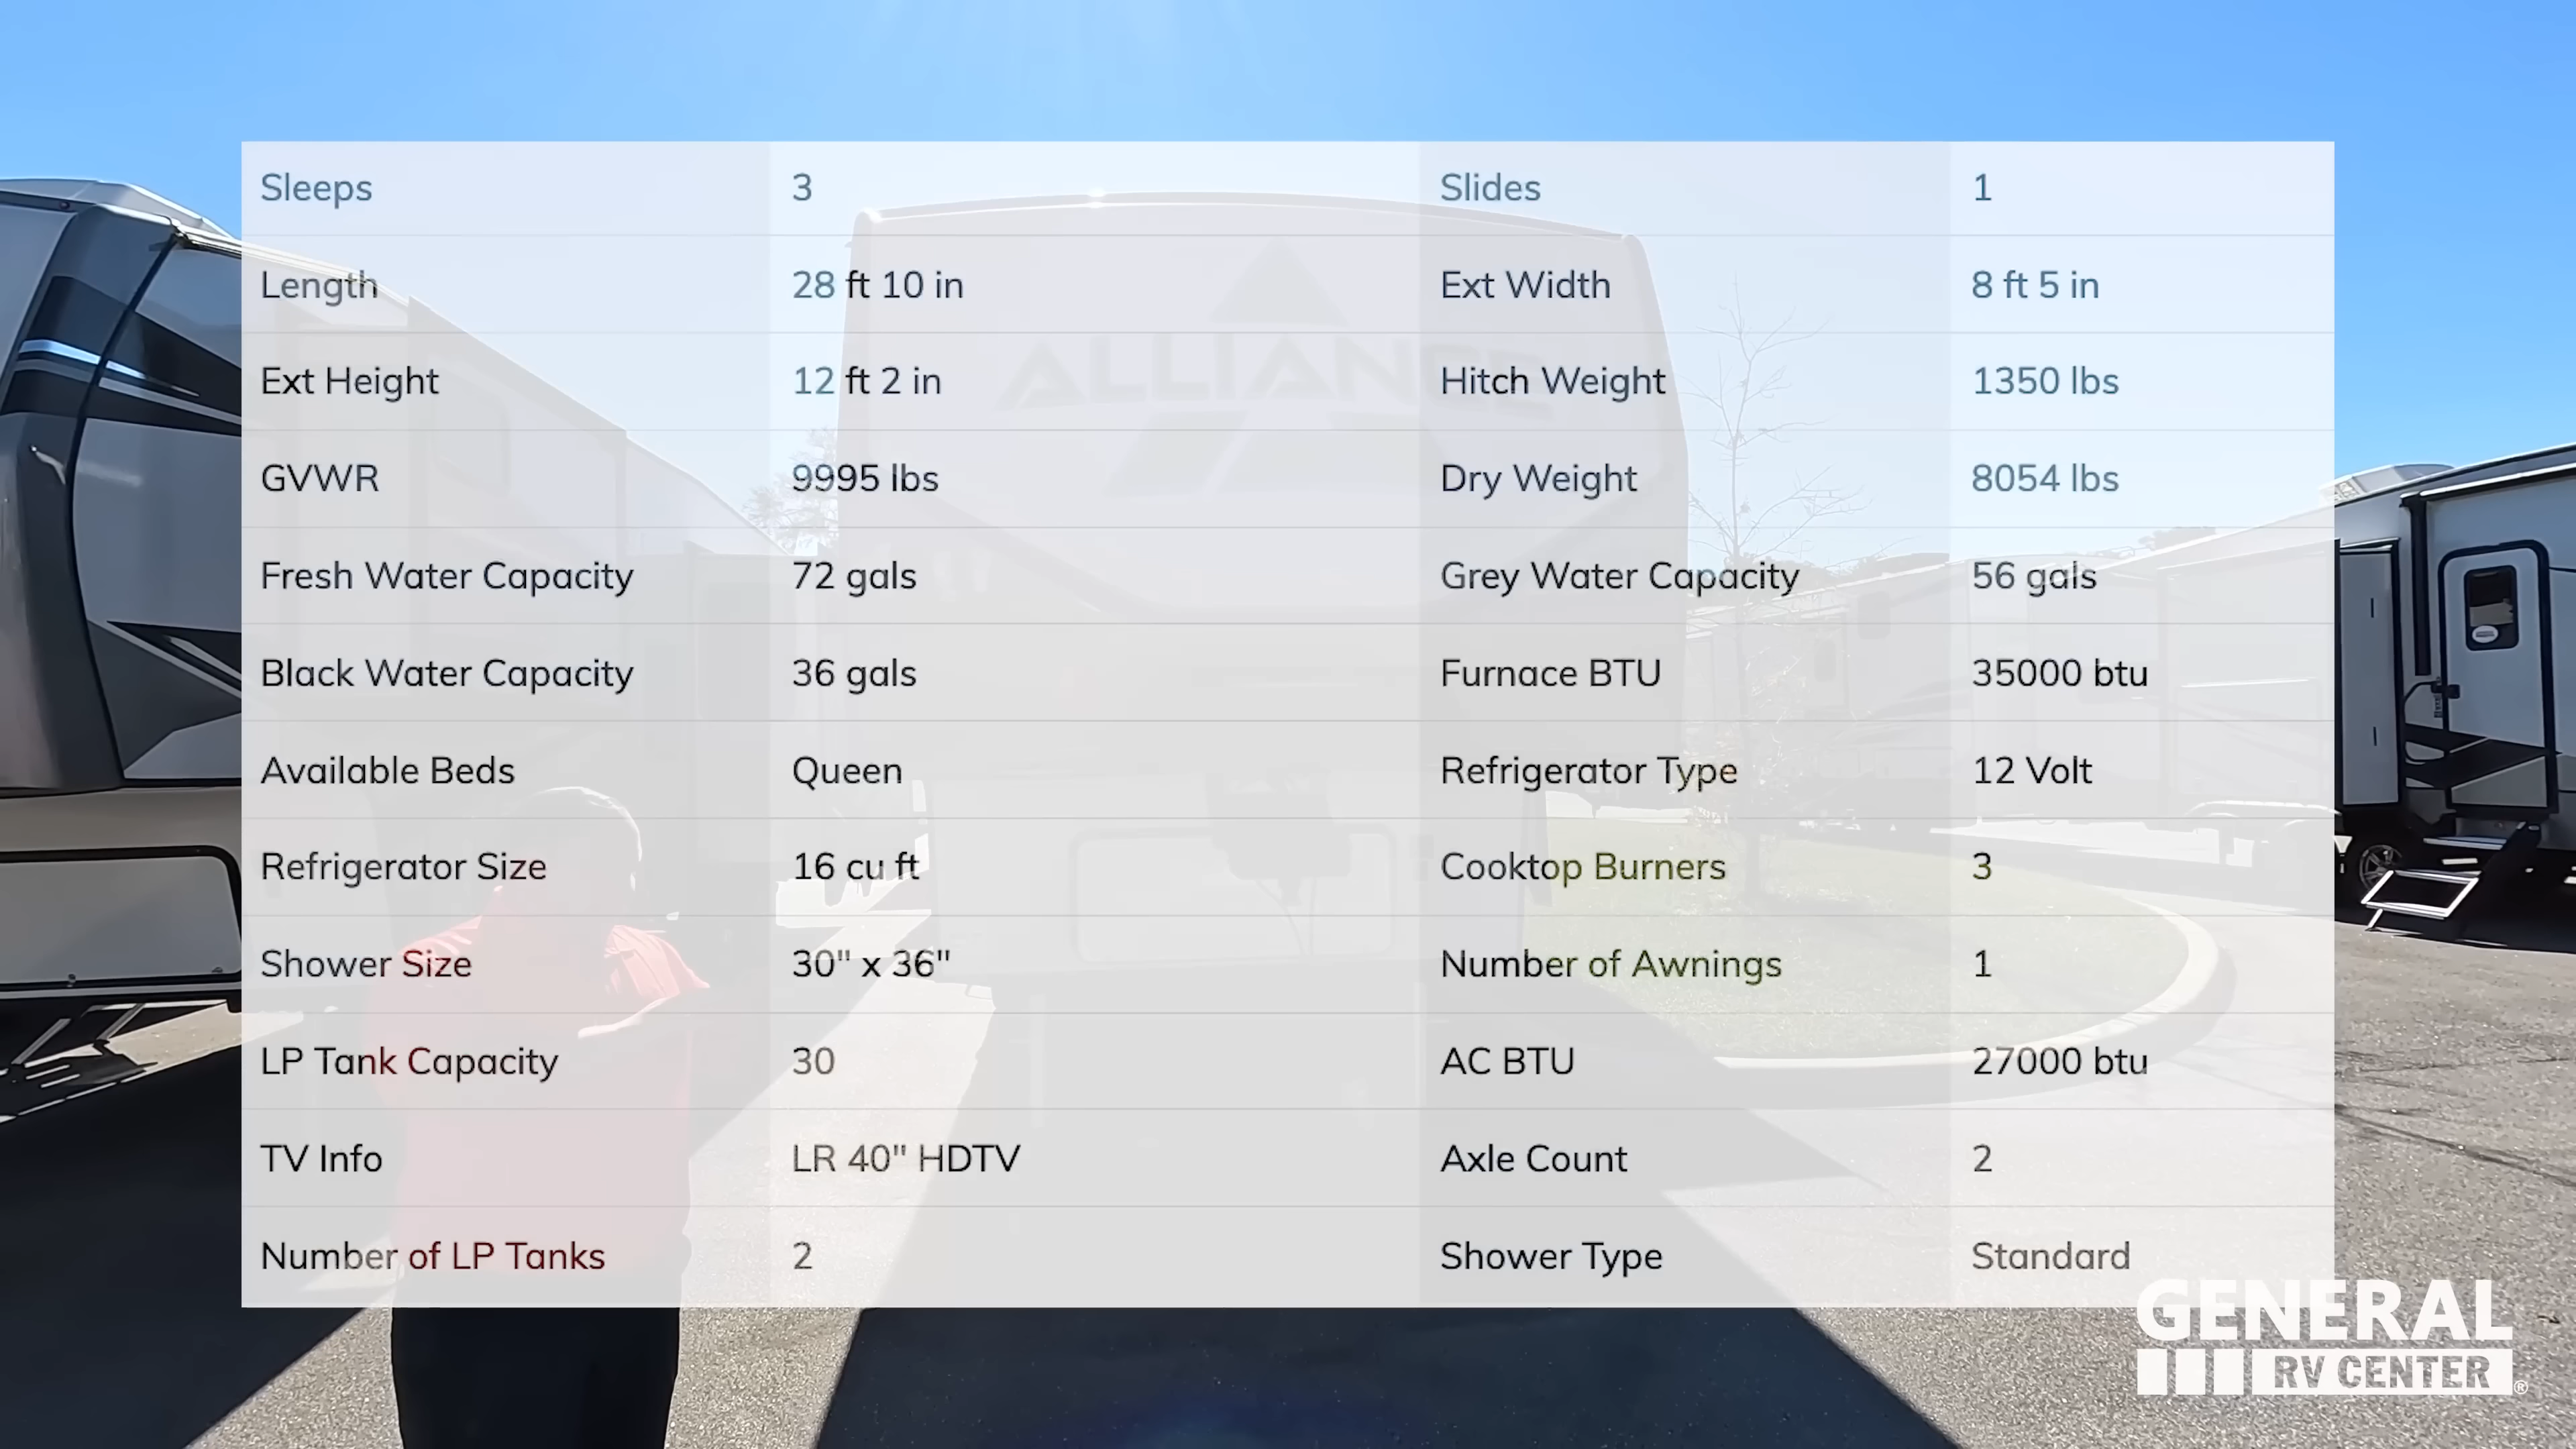 Sleeps 3 Slides 1
Length 28 ft 10 in Ext Width 8 ft 5 in
Ext Height 12 ft 2 in Hitch Weight 1350 lbs
ALLIANCE
GVWR 9995 lbs Dry Weight 8054 lbs
Fresh Water Capacity 72 gals Grey Water Capacity 56 gals
Black Water Capacity 36 gals Furnace BTU 35000 btu
Available Beds Queen Refrigerator Type 12 Volt
Refrigerator Size 16 cu ft Cooktop Burners 3
Shower Size 30" x 36" Number of Awnings 1
LP Tank Capacity 30 AC BTU 27000 btu
TV Info LR 40" HDTV Axle Count 2
Number of LP Tanks 2 Shower Type Standard
GENERAL
RV CENTER®